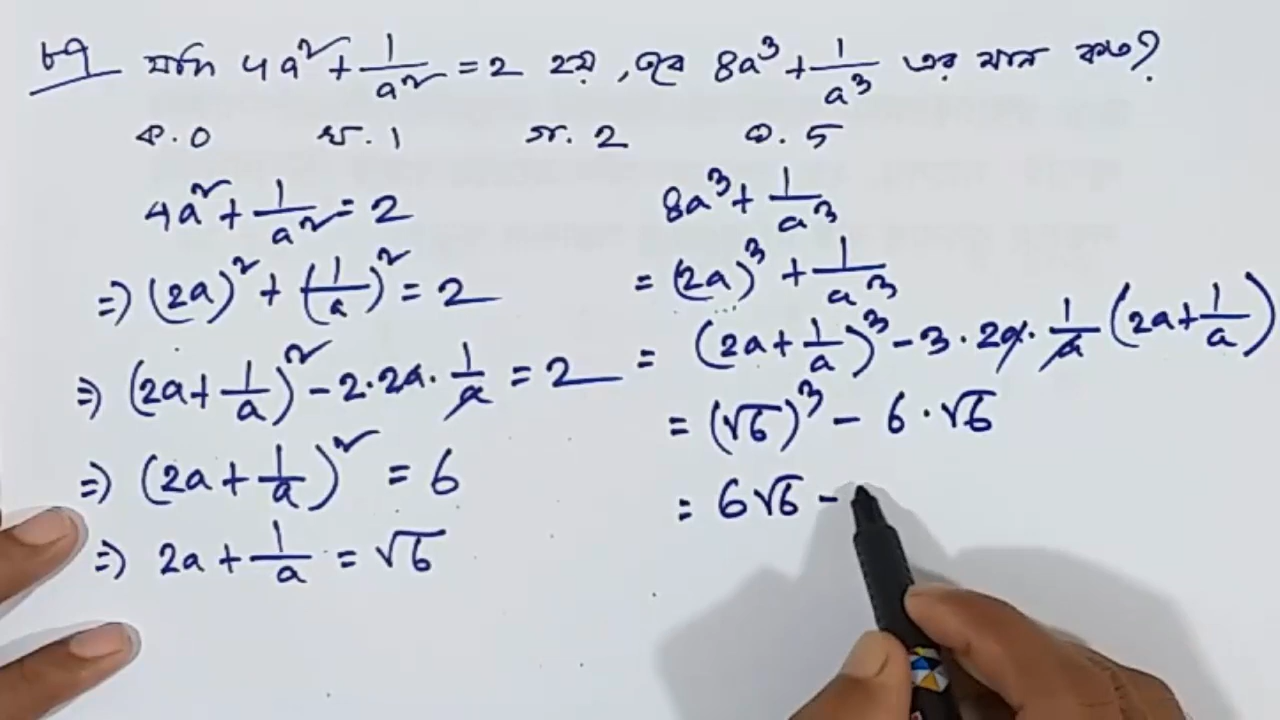 ৮৭ যদি 4a² + 1/a² = 2 হয়, তবে 8a³ + 1/a³ এর মান কত?
ক. 0 খ. 1 গ. 2 ঘ. 5
4a² + 1/a² = 2
⇒ (2a)² + (1/a)² = 2
⇒ (2a + 1/a)² - 2·2a·1/a = 2
⇒ (2a + 1/a)² = 6
⇒ 2a + 1/a = √6
8a³ + 1/a³
= (2a)³ + 1/a³
= (2a + 1/a)³ - 3·2a·1/a (2a + 1/a)
= (√6)³ - 6·√6
= 6√6 -